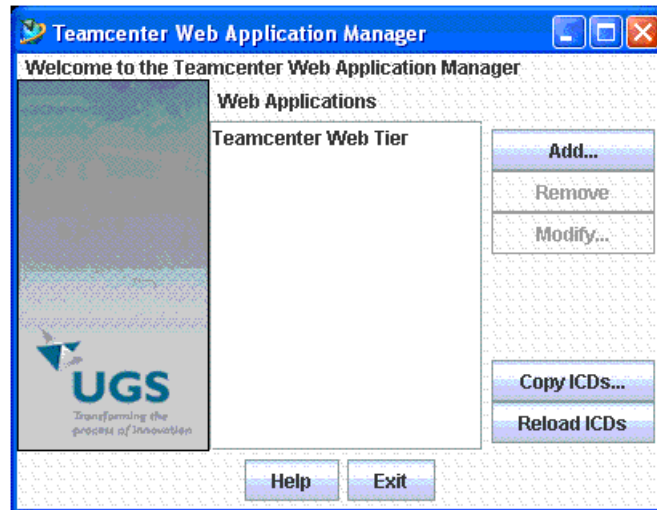 Teamcenter Web Application Manager
Welcome to the Teamcenter Web Application Manager
Web Applications
Teamcenter Web Tier
Add...
Remove
Modify...
Copy ICDs...
Reload ICDs
UGS
Transforming the
process of Innovation
Help
Exit